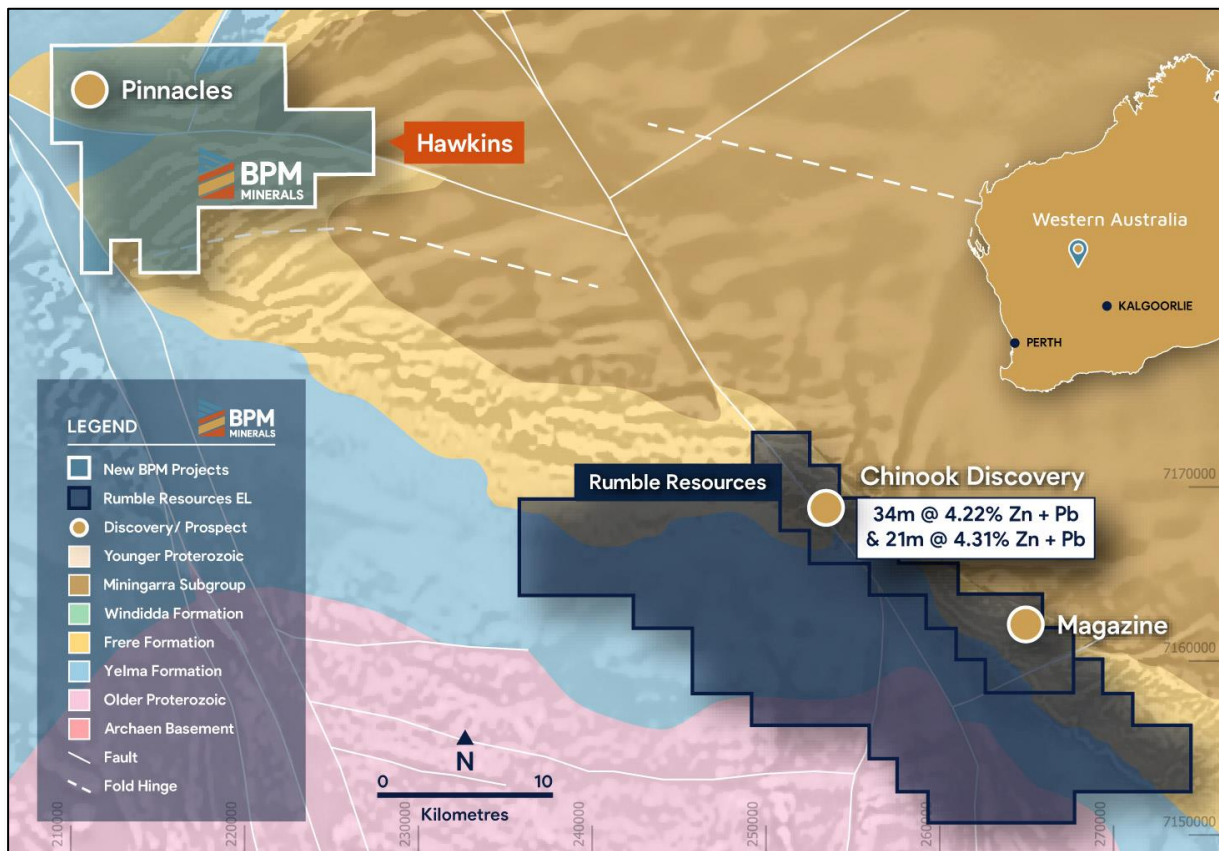 Pinnacles
Hawkins
BPM
MINERALS
Western Australia
KALGOORLIE
PERTH
LEGEND
BPM
MINERALS
New BPM Projects
Rumble Resources EL
Discovery/ Prospect
Younger Proterozoic
Miningarra Subgroup
Windidda Formation
Frere Formation
Yelma Formation
Older Proterozoic
Archaen Basement
Fault
Fold Hinge
Rumble Resources
Chinook Discovery
34m @ 4.22% Zn + Pb
& 21m @ 4.31% Zn + Pb
Magazine
N
0 10
Kilometres
7170000
7160000
7150000
210000
220000
230000
240000
250000
260000
270000